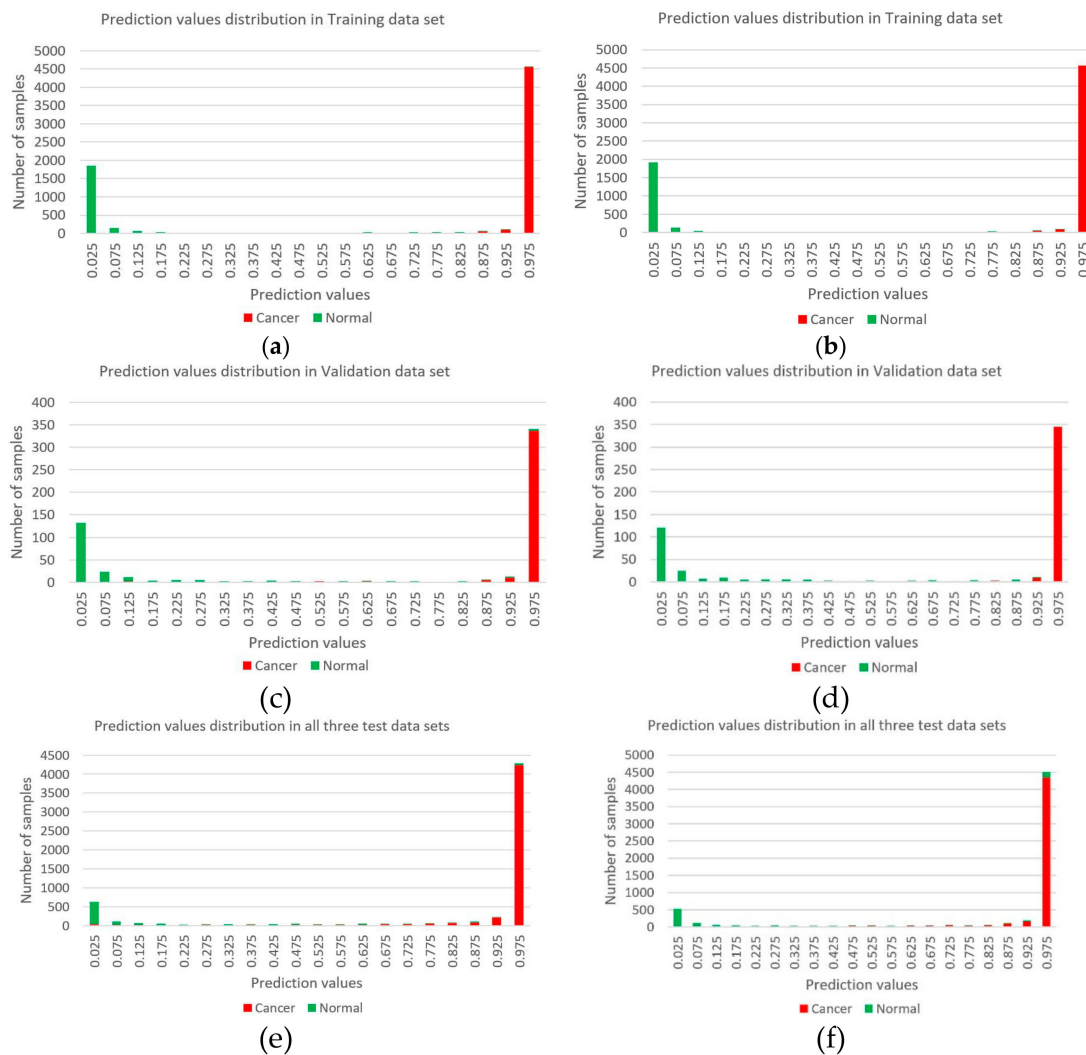 Prediction values distribution in Training data set
Number of samples
5000
4500
4000
3500
3000
2500
2000
1500
1000
500
0
0.025 0.075 0.125 0.175 0.225 0.275 0.325 0.375 0.425 0.475 0.525 0.575 0.625 0.675 0.725 0.775 0.825 0.875 0.925 0.975
Prediction values
Cancer Normal
(a)
Prediction values distribution in Training data set
Number of samples
5000
4500
4000
3500
3000
2500
2000
1500
1000
500
0
0.025 0.075 0.125 0.175 0.225 0.275 0.325 0.375 0.425 0.475 0.525 0.575 0.625 0.675 0.725 0.775 0.825 0.875 0.925 0.975
Prediction values
Cancer Normal
(b)
Prediction values distribution in Validation data set
Number of samples
400
350
300
250
200
150
100
50
0
0.025 0.075 0.125 0.175 0.225 0.275 0.325 0.375 0.425 0.475 0.525 0.575 0.625 0.675 0.725 0.775 0.825 0.875 0.925 0.975
Prediction values
Cancer Normal
(c)
Prediction values distribution in Validation data set
Number of samples
400
350
300
250
200
150
100
50
0
0.025 0.075 0.125 0.175 0.225 0.275 0.325 0.375 0.425 0.475 0.525 0.575 0.625 0.675 0.725 0.775 0.825 0.875 0.925 0.975
Prediction values
Cancer Normal
(d)
Prediction values distribution in all three test data sets
Number of samples
4500
4000
3500
3000
2500
2000
1500
1000
500
0
0.025 0.075 0.125 0.175 0.225 0.275 0.325 0.375 0.425 0.475 0.525 0.575 0.625 0.675 0.725 0.775 0.825 0.875 0.925 0.975
Prediction values
Cancer Normal
(e)
Prediction values distribution in all three test data sets
Number of samples
5000
4500
4000
3500
3000
2500
2000
1500
1000
500
0
0.025 0.075 0.125 0.175 0.225 0.275 0.325 0.375 0.425 0.475 0.525 0.575 0.625 0.675 0.725 0.775 0.825 0.875 0.925 0.975
Prediction values
Cancer Normal
(f)